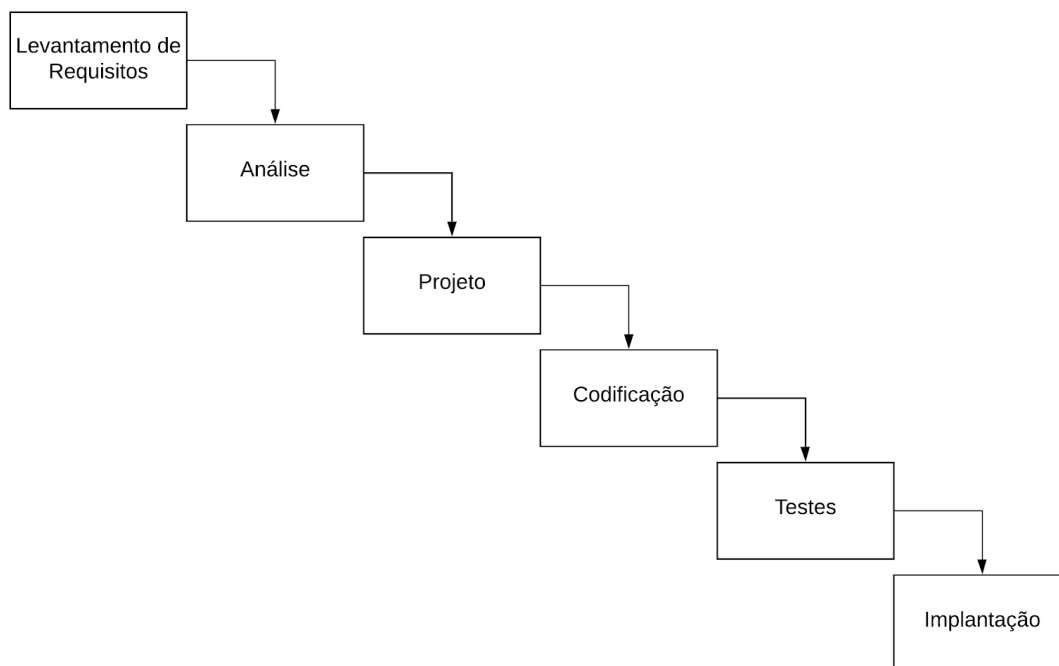 Levantamento de
Requisitos
Análise
Projeto
Codificação
Testes
Implantação